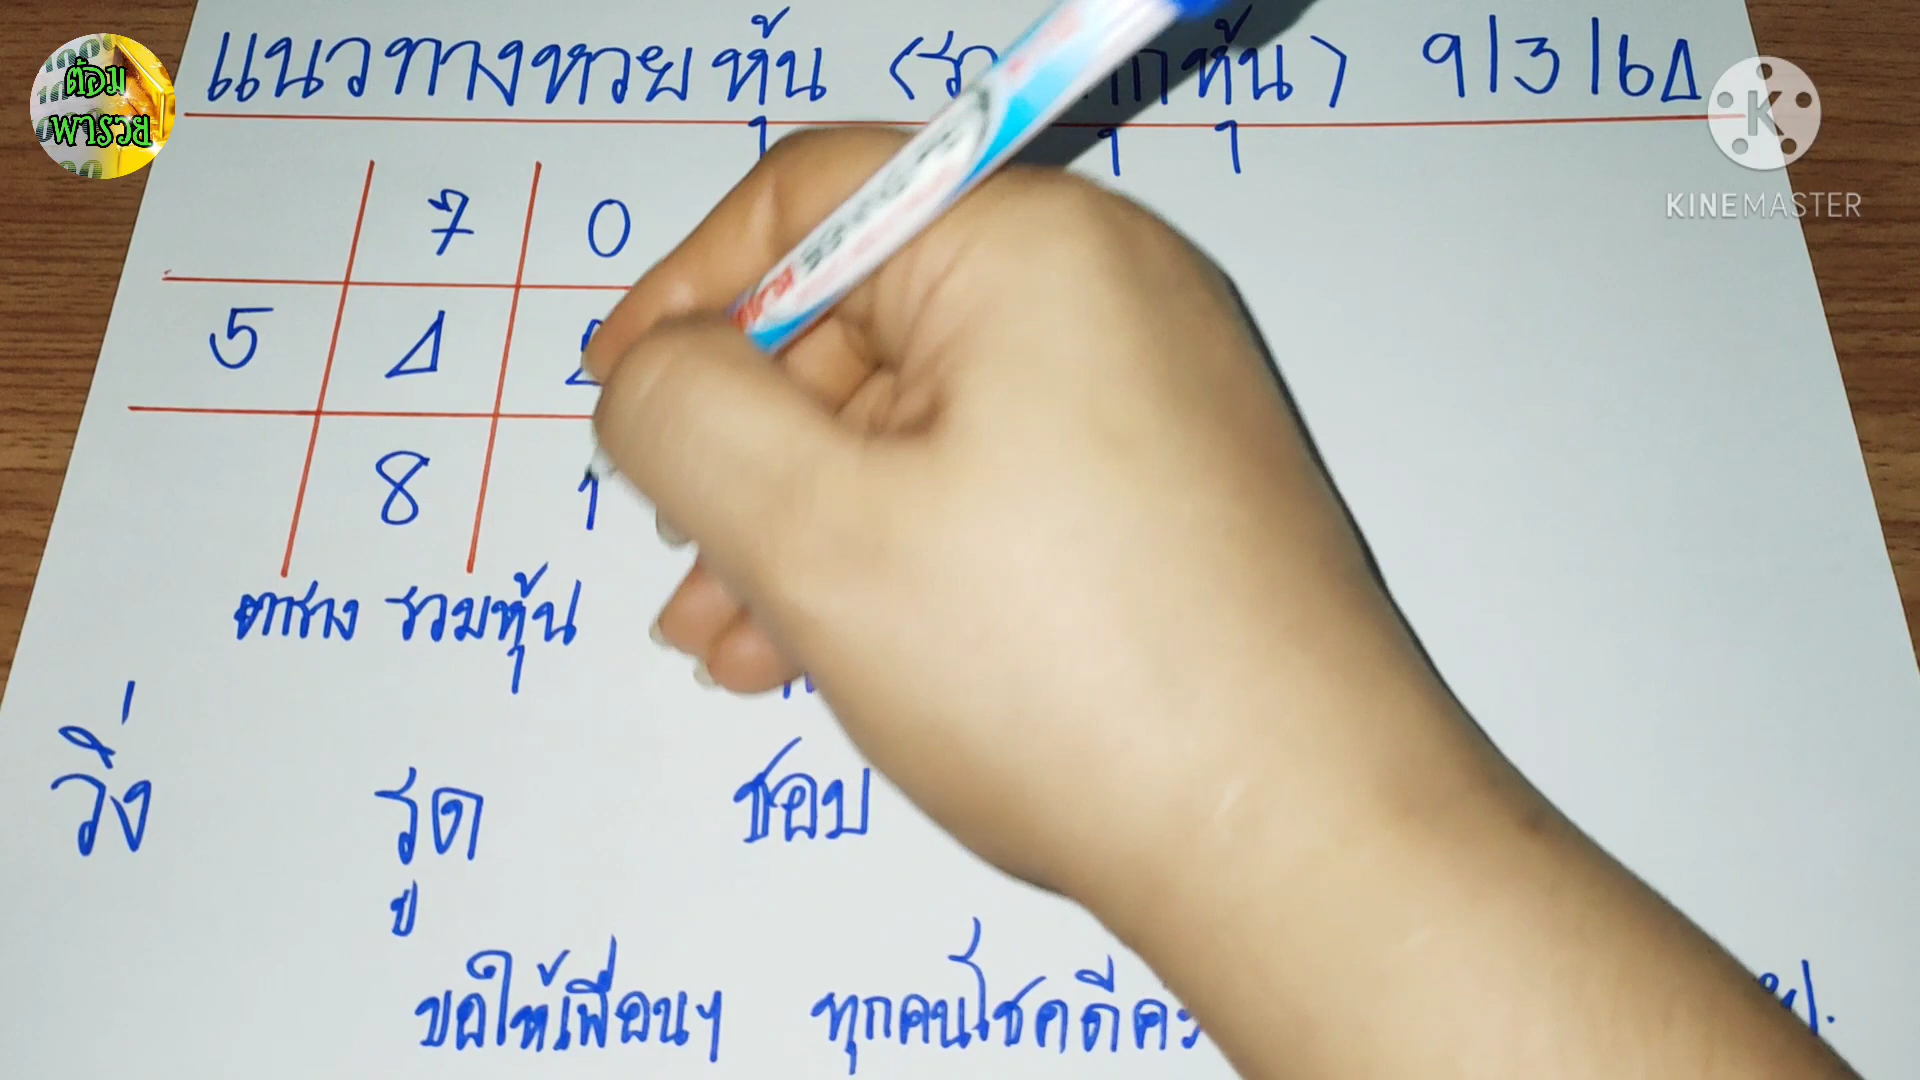 ต้อม
พารวย
แนวทางหวย หุ้น หุ้น) 9/3/64
KINEMASTER
7 0
5 4
8 1
ตาราง รวมหุ้น
วิ่ง รูด ชอบ
ขอให้เพื่อนๆ ทุกคนโชคดีค่ะ